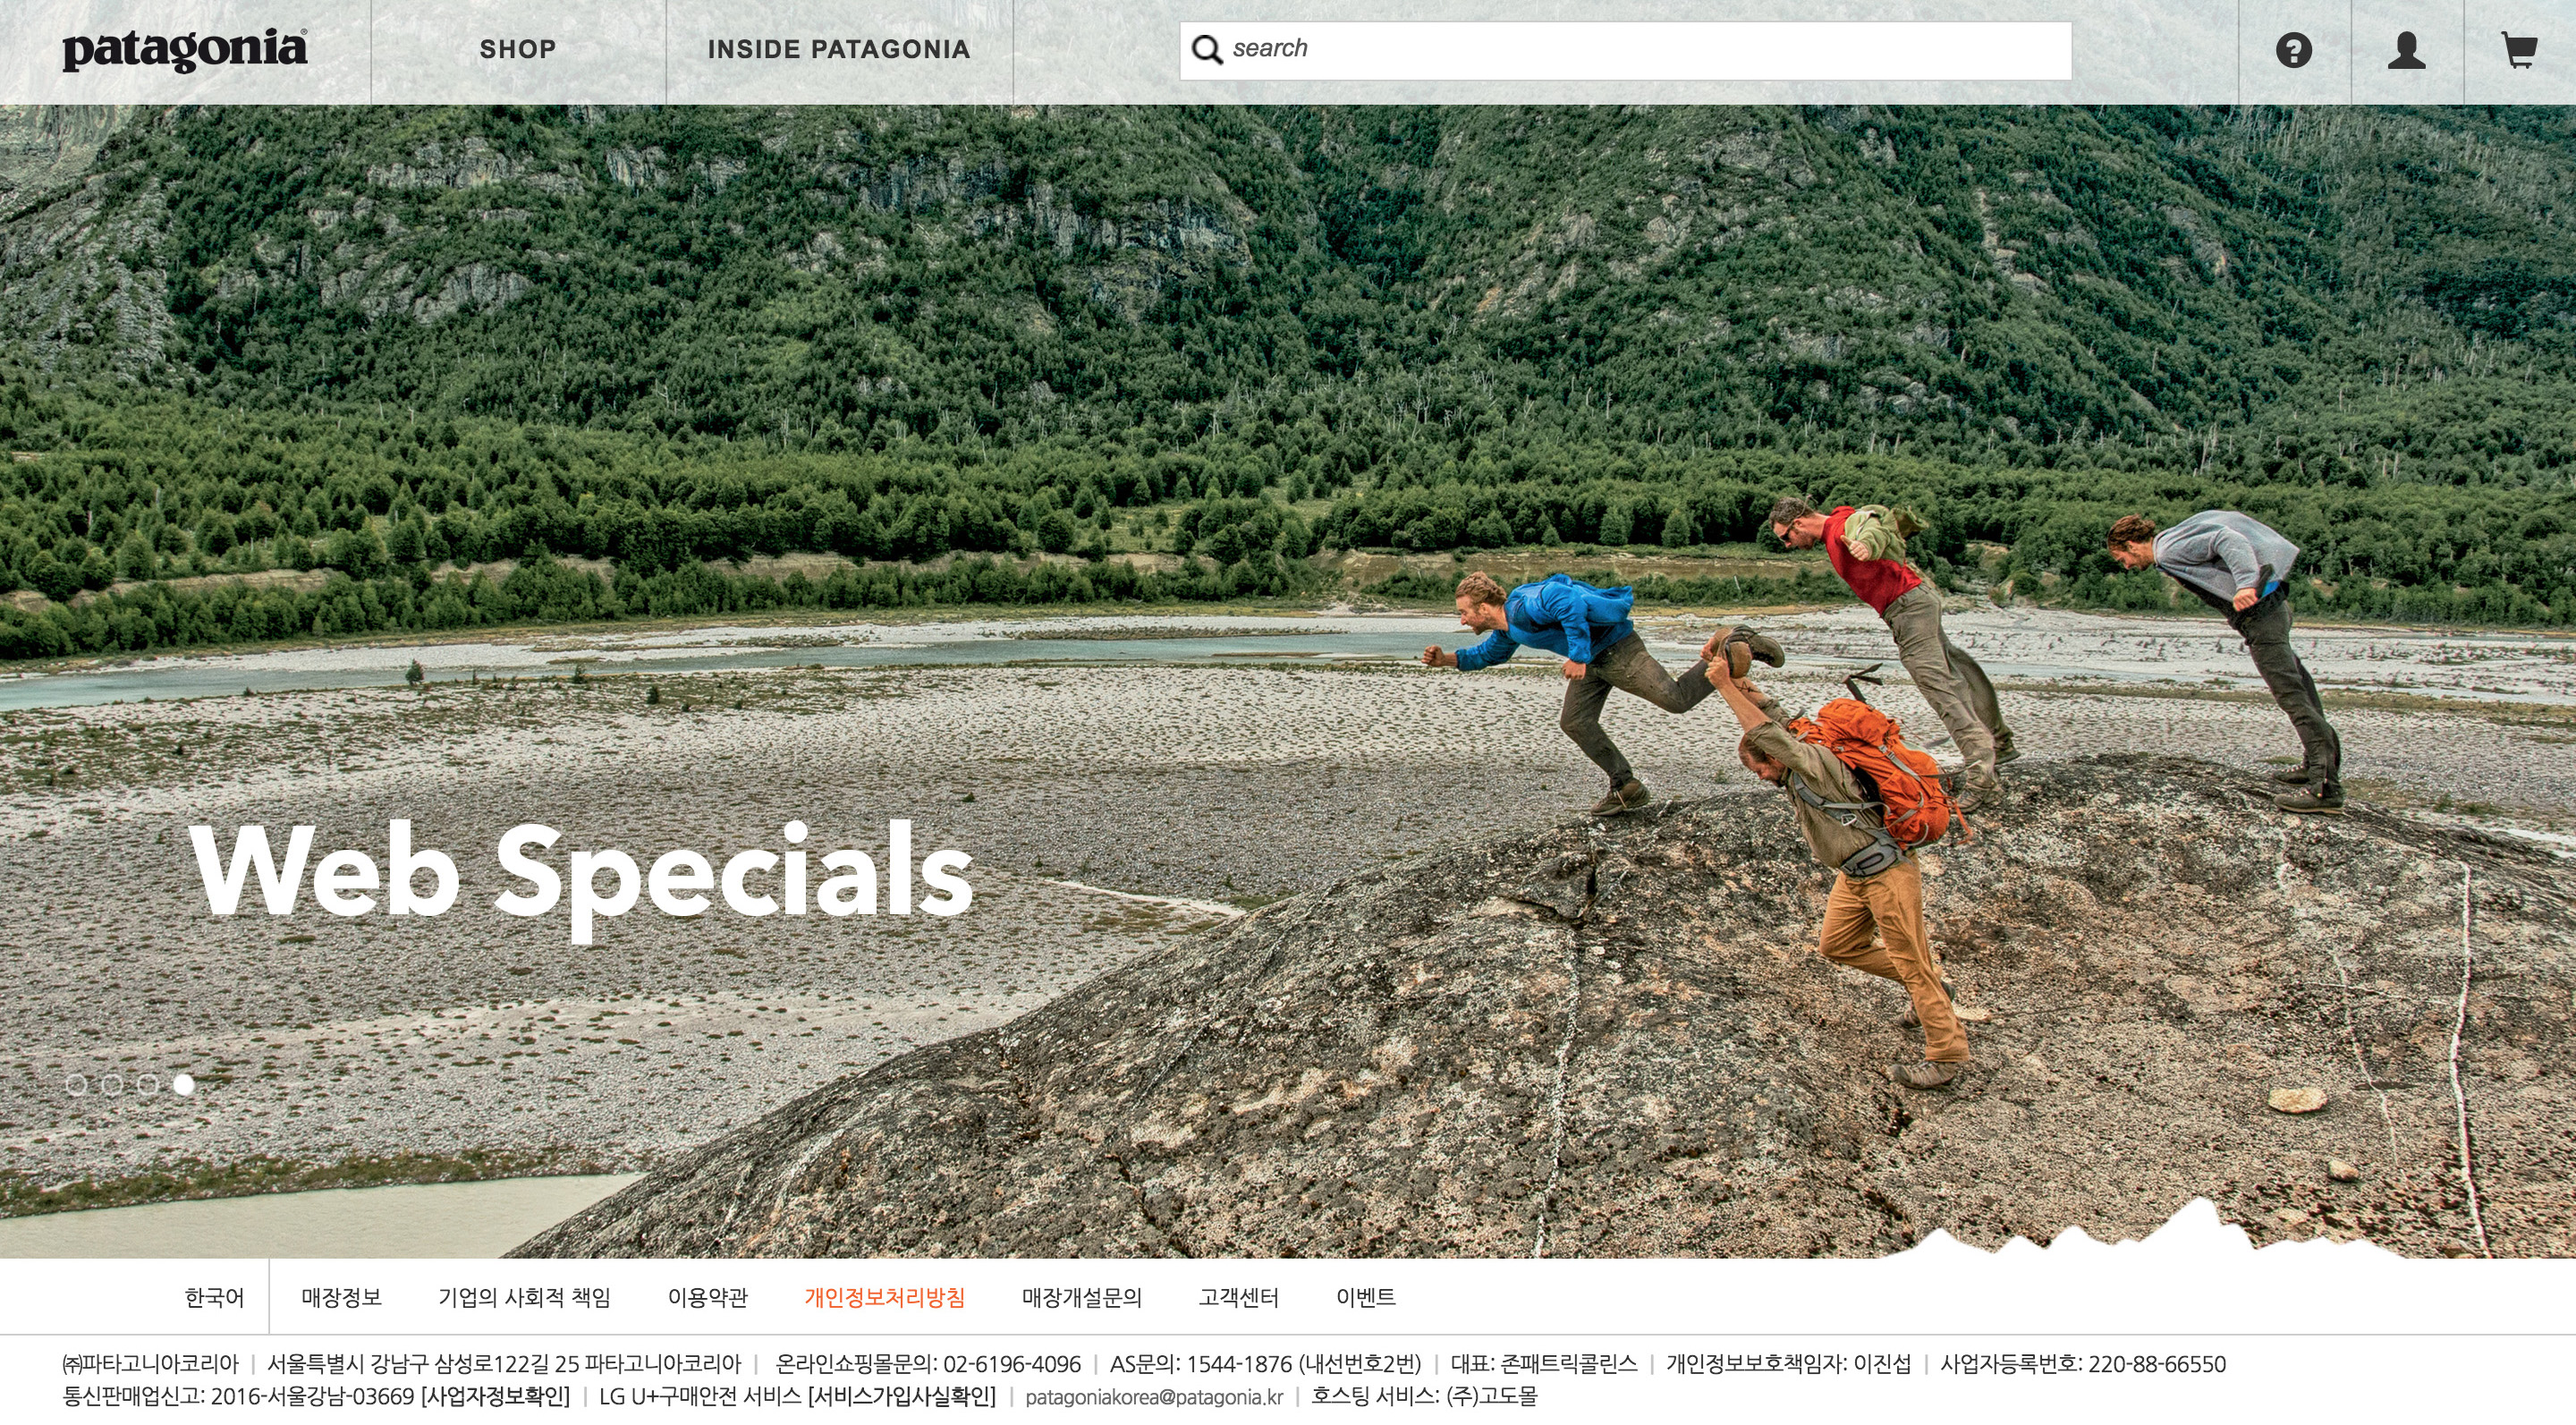 patagonia® SHOP INSIDE PATAGONIA search
Web Specials
한국어 매장정보 기업의 사회적 책임 이용약관 개인정보처리방침 매장개설문의 고객센터 이벤트
㈜파타고니아코리아 | 서울특별시 강남구 삼성로122길 25 파타고니아코리아 | 온라인쇼핑몰문의: 02-6196-4096 | AS문의: 1544-1876 (내선번호2번) | 대표: 존패트릭콜린스 | 개인정보보호책임자: 이진섭 | 사업자등록번호: 220-88-66550
통신판매업신고: 2016-서울강남-03669 [사업자정보확인] | LG U+구매안전 서비스 [서비스가입사실확인] | patagoniakorea@patagonia.kr | 호스팅 서비스: (주)고도몰